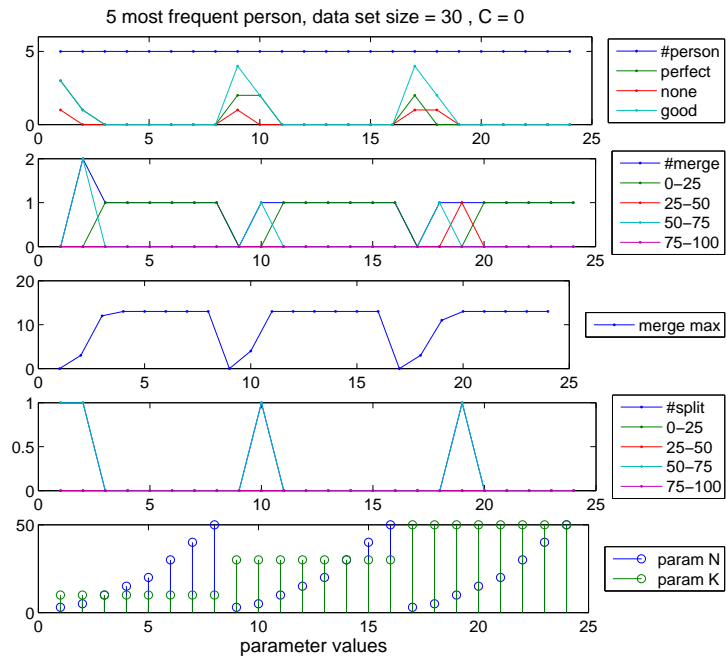 5 most frequent person, data set size = 30 , C = 0
5
0
0 5 10 15 20 25
#person
perfect
none
good
2
1
0
0 5 10 15 20 25
#merge
0−25
25−50
50−75
75−100
20
10
0
0 5 10 15 20 25
merge max
1
0.5
0
0 5 10 15 20 25
#split
0−25
25−50
50−75
75−100
50
0
0 5 10 15 20 25
param N
param K
parameter values